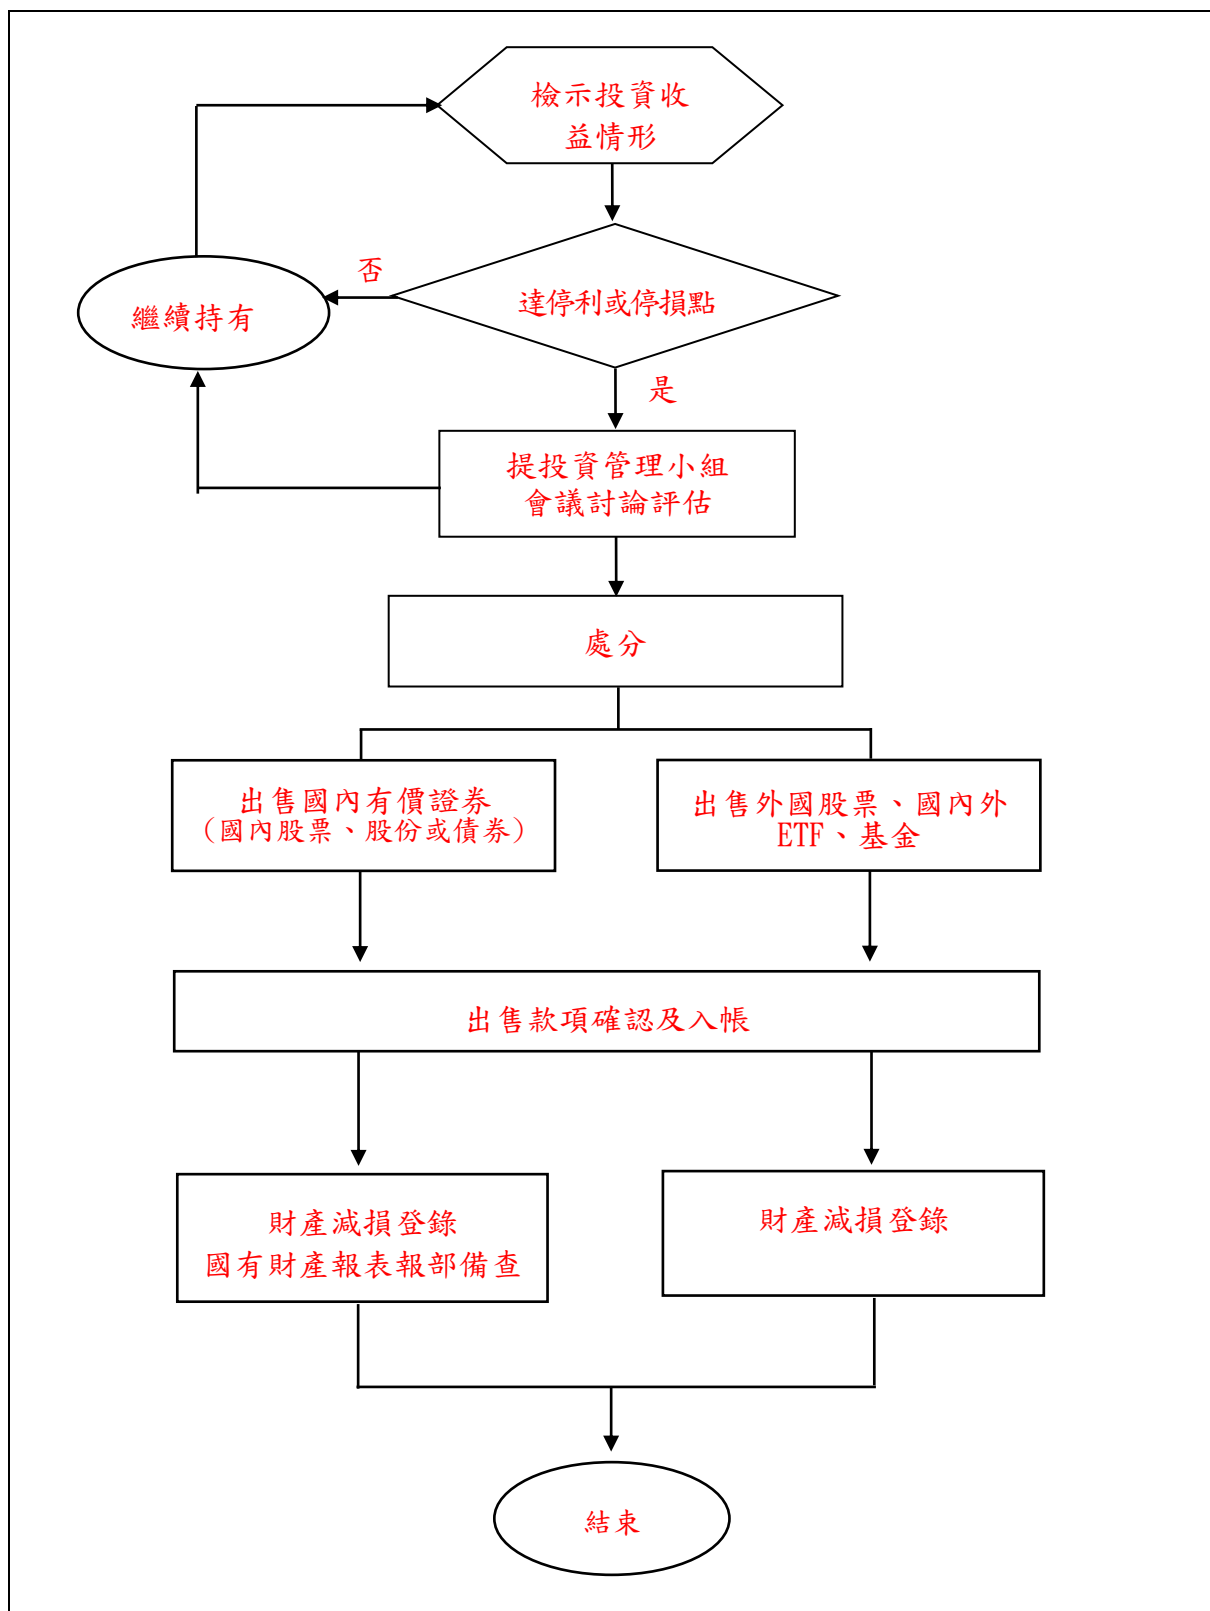 檢示投資收
益情形
否
達停利或停損點
繼續持有
是
提投資管理小組
會議討論評估
處分
出售國內有價證券
（國內股票、股份或債券）
出售外國股票、國內外
ETF、基金
出售款項確認及入帳
財產減損登錄
國有財產報表報部備查
財產減損登錄
結束